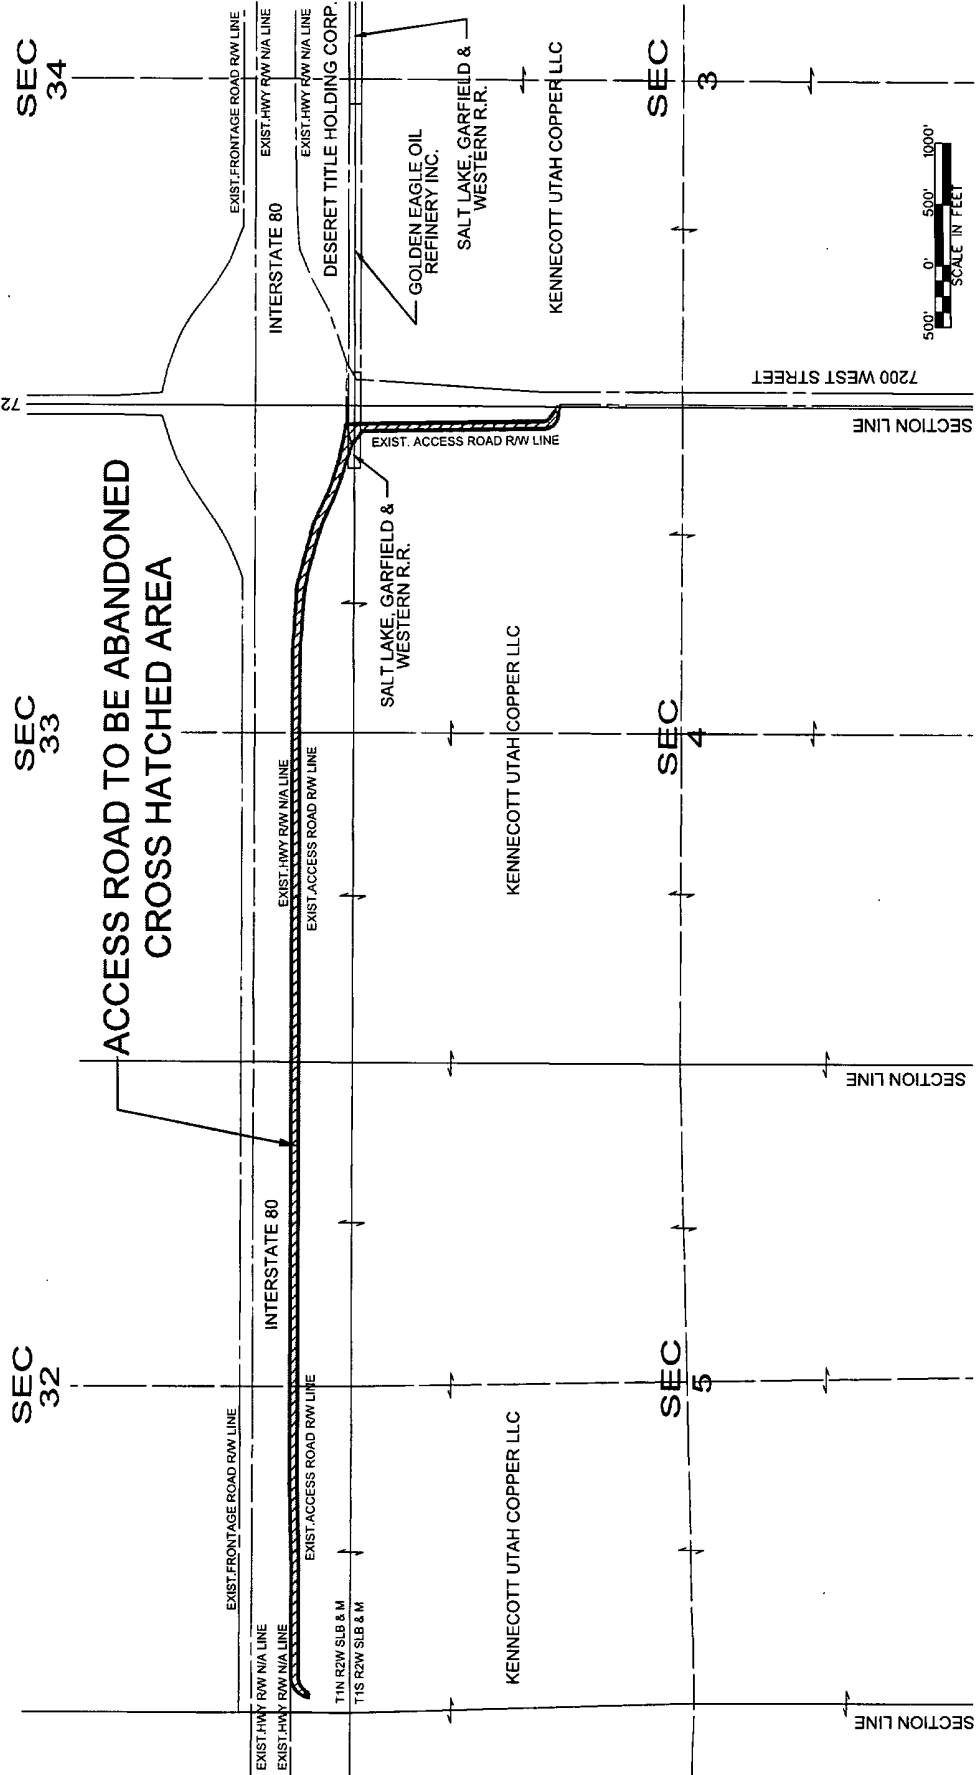 SEC
32
SEC
33
SEC
34
ACCESS ROAD TO BE ABANDONED
CROSS HATCHED AREA
72
EXIST.FRONTAGE ROAD R/W LINE
EXIST.FRONTAGE ROAD R/W LINE
EXIST.HWY R/W N/A LINE
EXIST.HWY R/W N/A LINE
INTERSTATE 80
INTERSTATE 80
EXIST.HWY R/W N/A LINE
EXIST.HWY R/W N/A LINE
EXIST.HWY R/W N/A LINE
EXIST.ACCESS ROAD R/W LINE
EXIST.ACCESS ROAD R/W LINE
DESERET TITLE HOLDING CORP.
T1N R2W SLB & M
T1S R2W SLB & M
EXIST. ACCESS ROAD R/W LINE
SALT LAKE, GARFIELD &
WESTERN R.R.
GOLDEN EAGLE OIL
REFINERY INC.
SALT LAKE, GARFIELD &
WESTERN R.R.
KENNECOTT UTAH COPPER LLC
KENNECOTT UTAH COPPER LLC
KENNECOTT UTAH COPPER LLC
SEC
5
SEC
4
SEC
3
7200 WEST STREET
SECTION LINE
SECTION LINE
SECTION LINE
500' 0' 500' 1000'
SCALE IN FEET